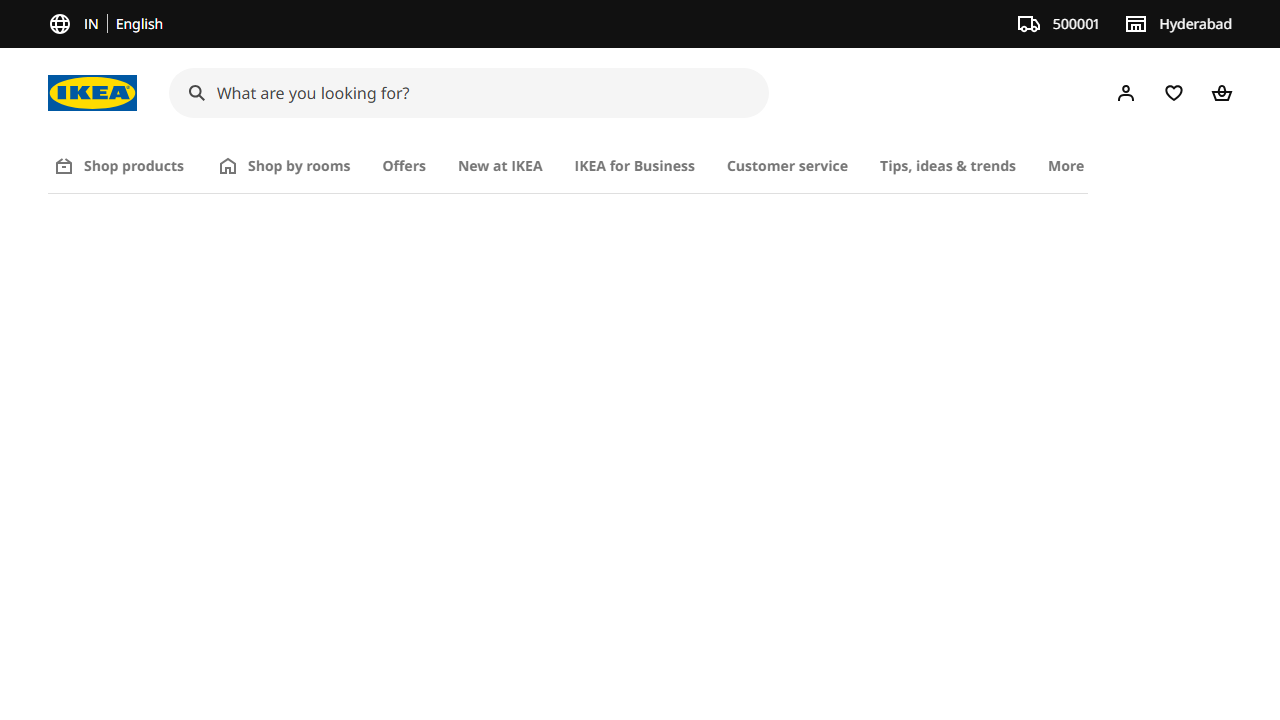 IN English 500001 Hyderabad
IKEA What are you looking for?
Shop products Shop by rooms Offers New at IKEA IKEA for Business Customer service Tips, ideas & trends More